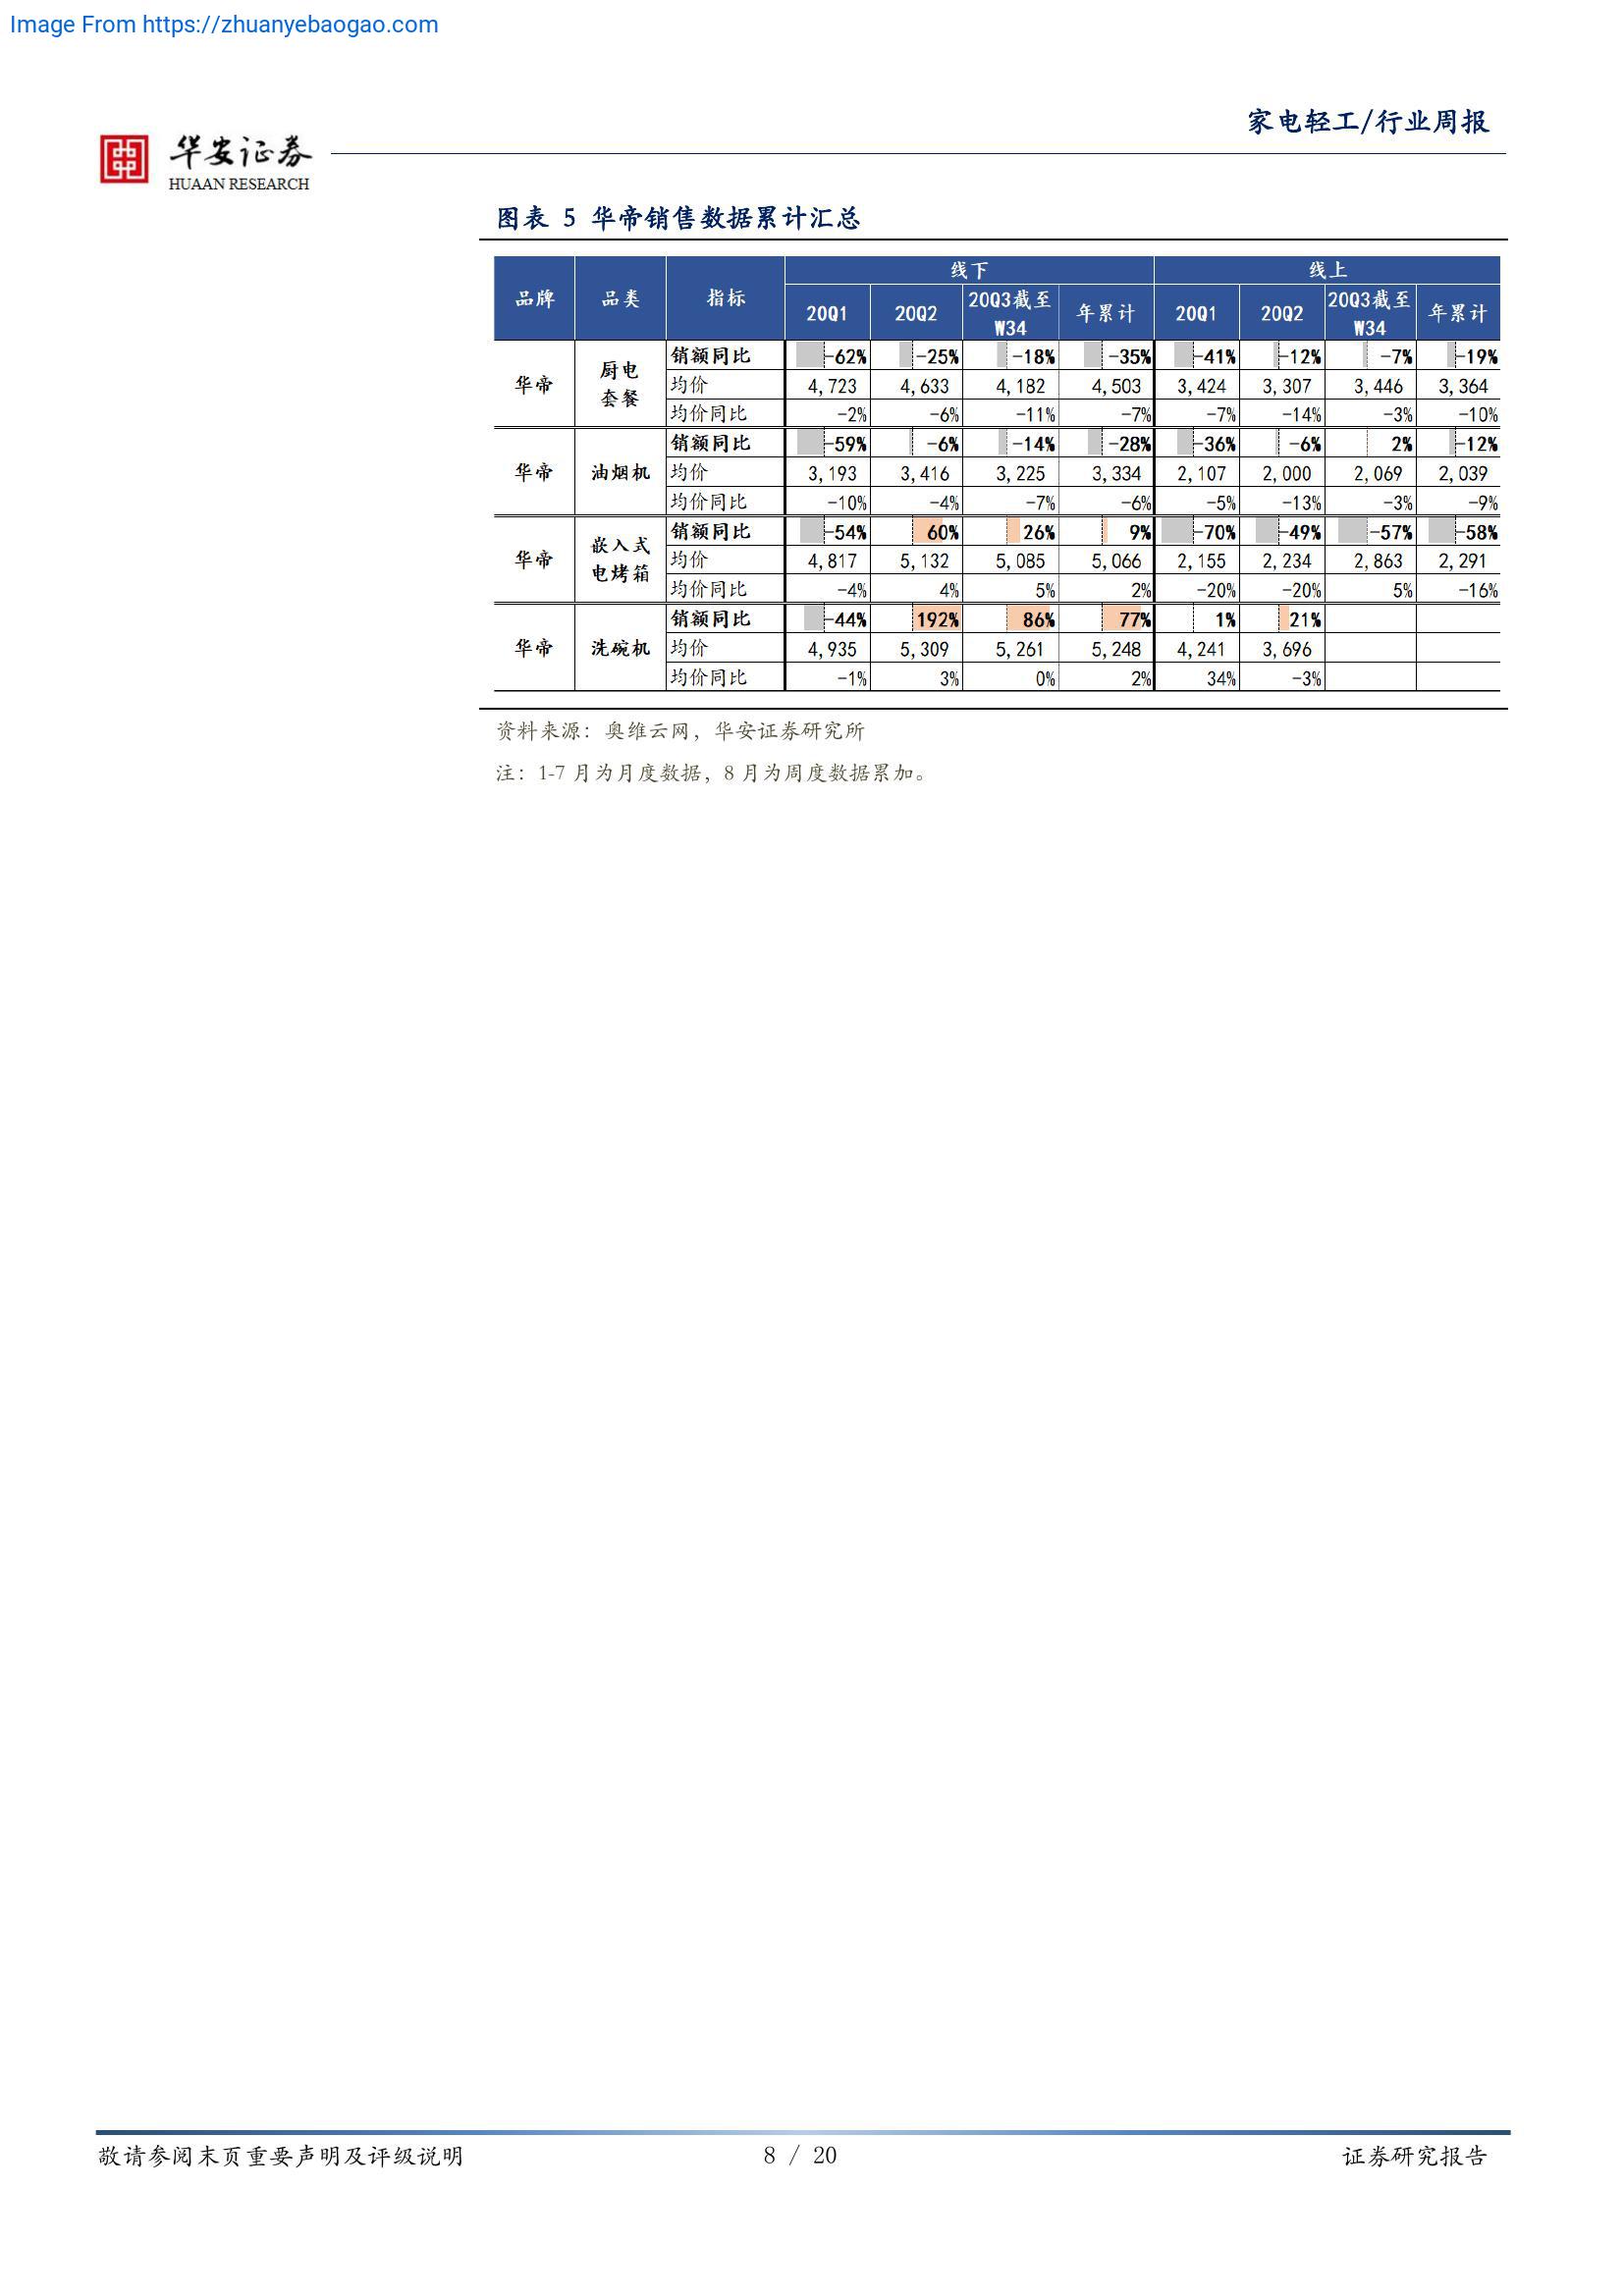 Image From https://zhuanyebaogao.com
家电轻工/行业周报
华安证券
HUAAN RESEARCH
图表 5 华帝销售数据累计汇总
品牌 品类 指标 线下 线上
20Q1 20Q2 20Q3截至W34 年累计 20Q1 20Q2 20Q3截至W34 年累计
华帝 厨电套餐 销额同比 -62% -25% -18% -35% -41% -12% -7% -19%
均价 4,723 4,633 4,182 4,503 3,424 3,307 3,446 3,364
均价同比 -2% -6% -11% -7% -7% -14% -3% -10%
华帝 油烟机 销额同比 -59% -6% -14% -28% -36% -6% 2% -12%
均价 3,193 3,416 3,225 3,334 2,107 2,000 2,069 2,039
均价同比 -10% -4% -7% -6% -5% -13% -3% -9%
华帝 嵌入式电烤箱 销额同比 -54% 60% 26% 9% -70% -49% -57% -58%
均价 4,817 5,132 5,085 5,066 2,155 2,234 2,863 2,291
均价同比 -4% 4% 5% 2% -20% -20% 5% -16%
华帝 洗碗机 销额同比 -44% 192% 86% 77% 1% 21%
均价 4,935 5,309 5,261 5,248 4,241 3,696
均价同比 -1% 3% 0% 2% 34% -3%
资料来源：奥维云网，华安证券研究所
注：1-7 月为月度数据，8 月为周度数据累加。
敬请参阅末页重要声明及评级说明 8 / 20 证券研究报告